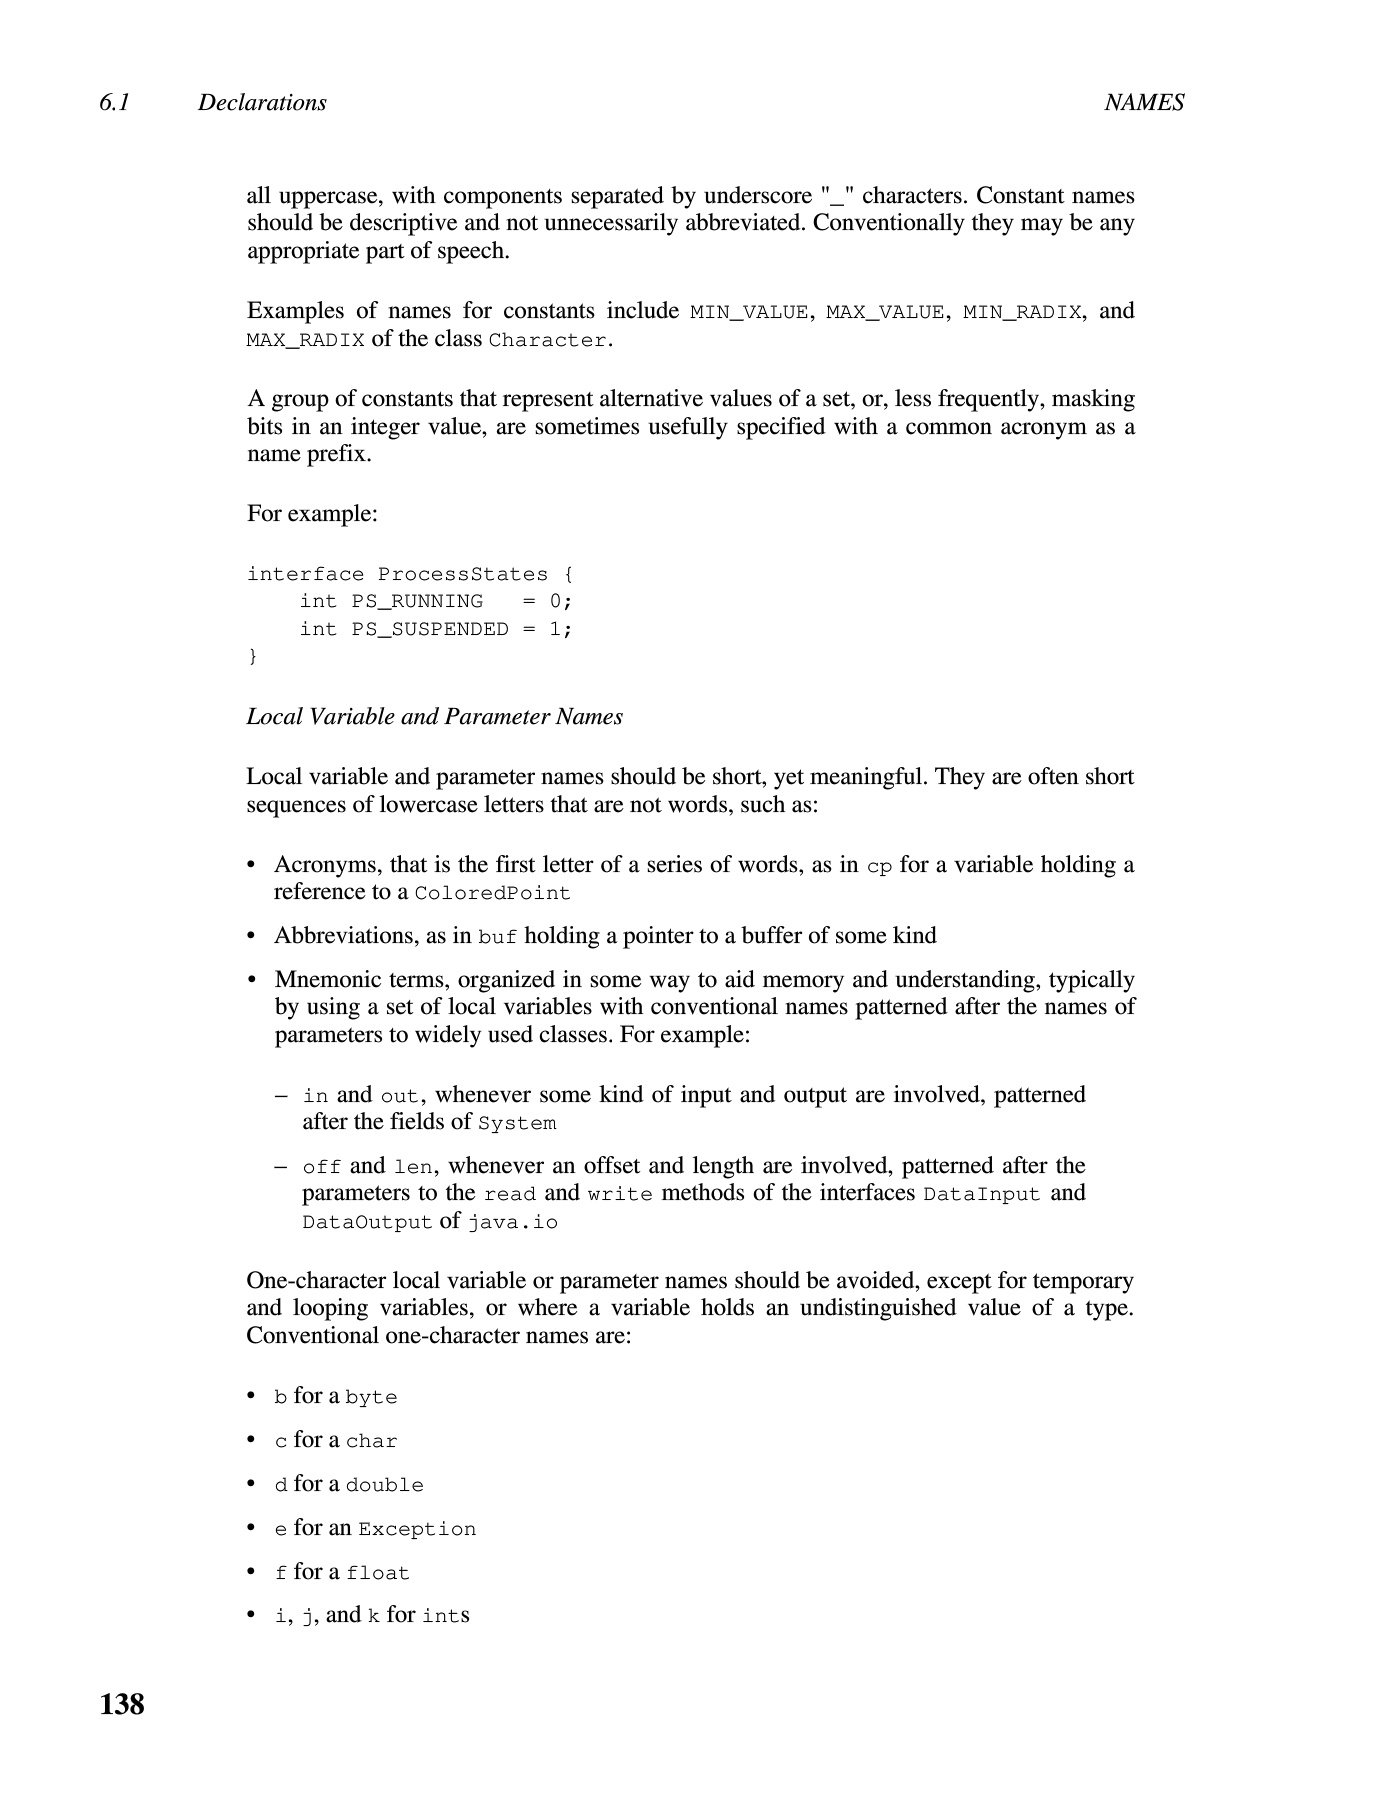 6.1 Declarations NAMES
all uppercase, with components separated by underscore "_" characters. Constant names
should be descriptive and not unnecessarily abbreviated. Conventionally they may be any
appropriate part of speech.
Examples of names for constants include MIN_VALUE, MAX_VALUE, MIN_RADIX, and
MAX_RADIX of the class Character.
A group of constants that represent alternative values of a set, or, less frequently, masking
bits in an integer value, are sometimes usefully specified with a common acronym as a
name prefix.
For example:
interface ProcessStates {
    int PS_RUNNING   = 0;
    int PS_SUSPENDED = 1;
}
Local Variable and Parameter Names
Local variable and parameter names should be short, yet meaningful. They are often short
sequences of lowercase letters that are not words, such as:
• Acronyms, that is the first letter of a series of words, as in cp for a variable holding a
reference to a ColoredPoint
• Abbreviations, as in buf holding a pointer to a buffer of some kind
• Mnemonic terms, organized in some way to aid memory and understanding, typically
by using a set of local variables with conventional names patterned after the names of
parameters to widely used classes. For example:
– in and out, whenever some kind of input and output are involved, patterned
after the fields of System
– off and len, whenever an offset and length are involved, patterned after the
parameters to the read and write methods of the interfaces DataInput and
DataOutput of java.io
One-character local variable or parameter names should be avoided, except for temporary
and looping variables, or where a variable holds an undistinguished value of a type.
Conventional one-character names are:
• b for a byte
• c for a char
• d for a double
• e for an Exception
• f for a float
• i, j, and k for ints
138